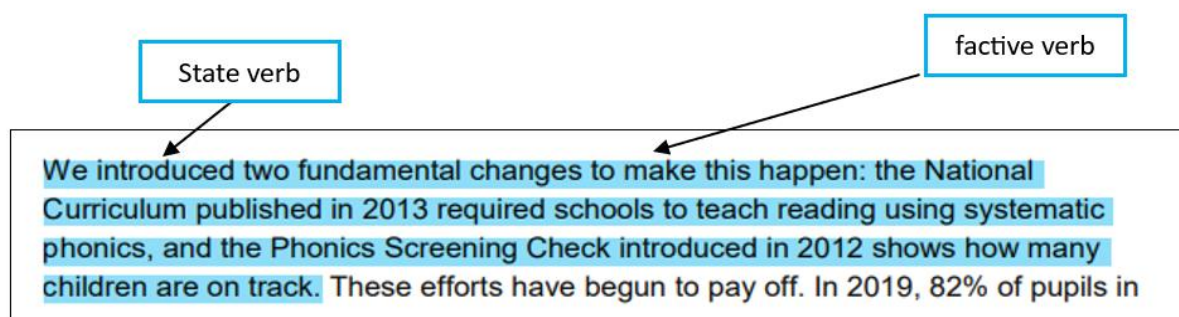 factive verb
State verb
We introduced two fundamental changes to make this happen: the National
Curriculum published in 2013 required schools to teach reading using systematic
phonics, and the Phonics Screening Check introduced in 2012 shows how many
children are on track. These efforts have begun to pay off. In 2019, 82% of pupils in